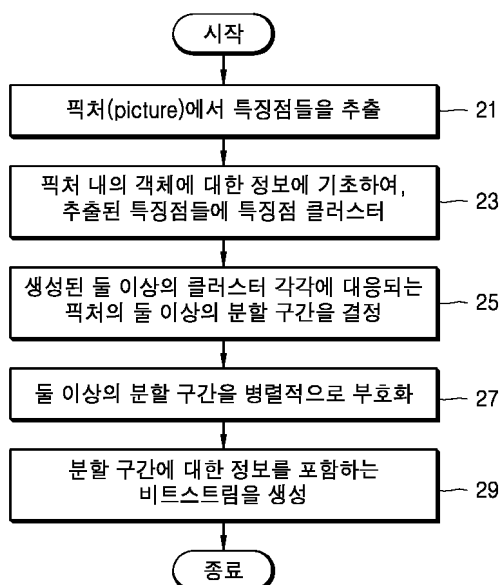 시작
픽처(picture)에서 특징점들을 추출
21
픽처 내의 객체에 대한 정보에 기초하여,
추출된 특징점들에 특징점 클러스터
23
생성된 둘 이상의 클러스터 각각에 대응되는
픽처의 둘 이상의 분할 구간을 결정
25
둘 이상의 분할 구간을 병렬적으로 부호화
27
분할 구간에 대한 정보를 포함하는
비트스트림을 생성
29
종료